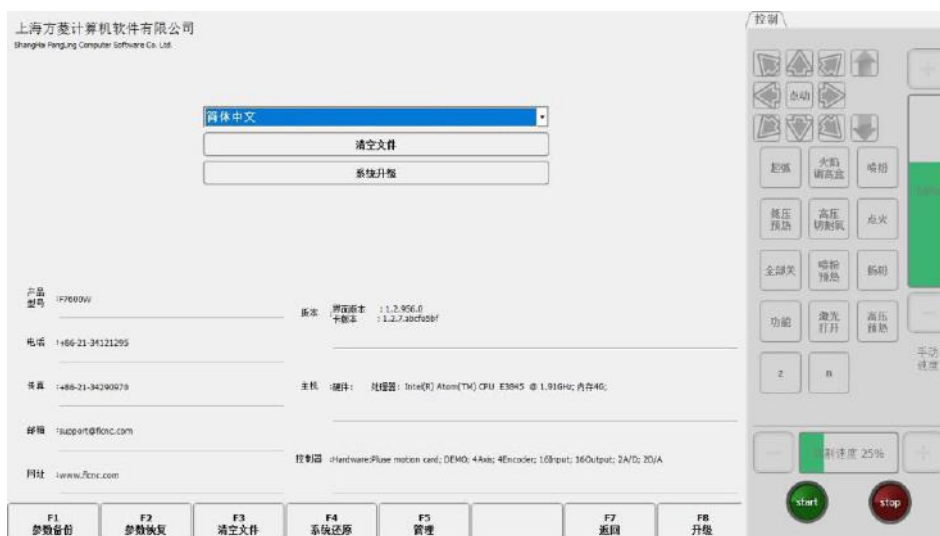 上海方菱计算机软件有限公司
ShangHai FangLing Computer Software Co. Ltd.
简体中文
清空文件
系统升级
产品型号 :F7600W
电话 :+86-21-34121295
传真 :+86-21-34290970
邮箱 :support@flcnc.com
网址 :www.flcnc.com
版本 :界面版本 :1.2.956.0
卡版本 :1.2.7.abcfa5bf
主机 :硬件: 处理器: Intel(R) Atom(TM) CPU E3845 @ 1.91GHz; 内存4G;
控制器 :Hardware:Pluse motion card; DEMO; 4Axis; 4Encoder; 16Input; 16Output; 2A/D; 2D/A
F1 参数备份
F2 参数恢复
F3 清空文件
F4 系统还原
F5 管理
F7 返回
F8 升级
控制
点动
起弧
火焰调高盒
喷粉
低压预热
高压切割氧
点火
全部关
喷粉预热
功能
激光打开
高压预热
z
n
手动速度
速度 25%
start
stop